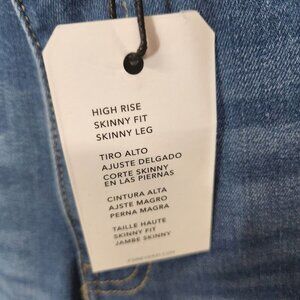 HIGH RISE
SKINNY FIT
SKINNY LEG
TIRO ALTO
AJUSTE DELGADO
CORTE SKINNY
EN LAS PIERNAS
CINTURA ALTA
AJSTE MAGRO
PERNA MAGRA
TAILLE HAUTE
SKINNY FIT
JAMBE SKINNY